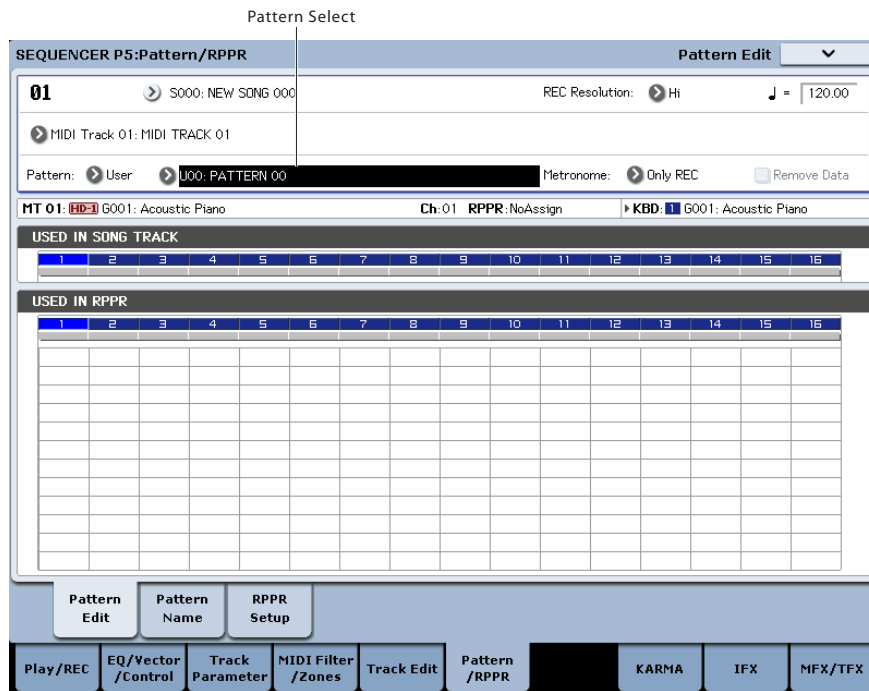 Pattern Select
SEQUENCER P5:Pattern/RPPR Pattern Edit
01 S000: NEW SONG 000 REC Resolution: Hi ♩ = 120.00
MIDI Track 01: MIDI TRACK 01
Pattern: User U00: PATTERN 00 Metronome: Only REC Remove Data
MT 01: HD-1 G001: Acoustic Piano Ch:01 RPPR:NoAssign KBD: 1 G001: Acoustic Piano
USED IN SONG TRACK
1 2 3 4 5 6 7 8 9 10 11 12 13 14 15 16
USED IN RPPR
1 2 3 4 5 6 7 8 9 10 11 12 13 14 15 16
Pattern Edit
Pattern Name
RPPR Setup
Play/REC
EQ/Vector /Control
Track Parameter
MIDI Filter /Zones
Track Edit
Pattern /RPPR
KARMA
IFX
MFX/TFX